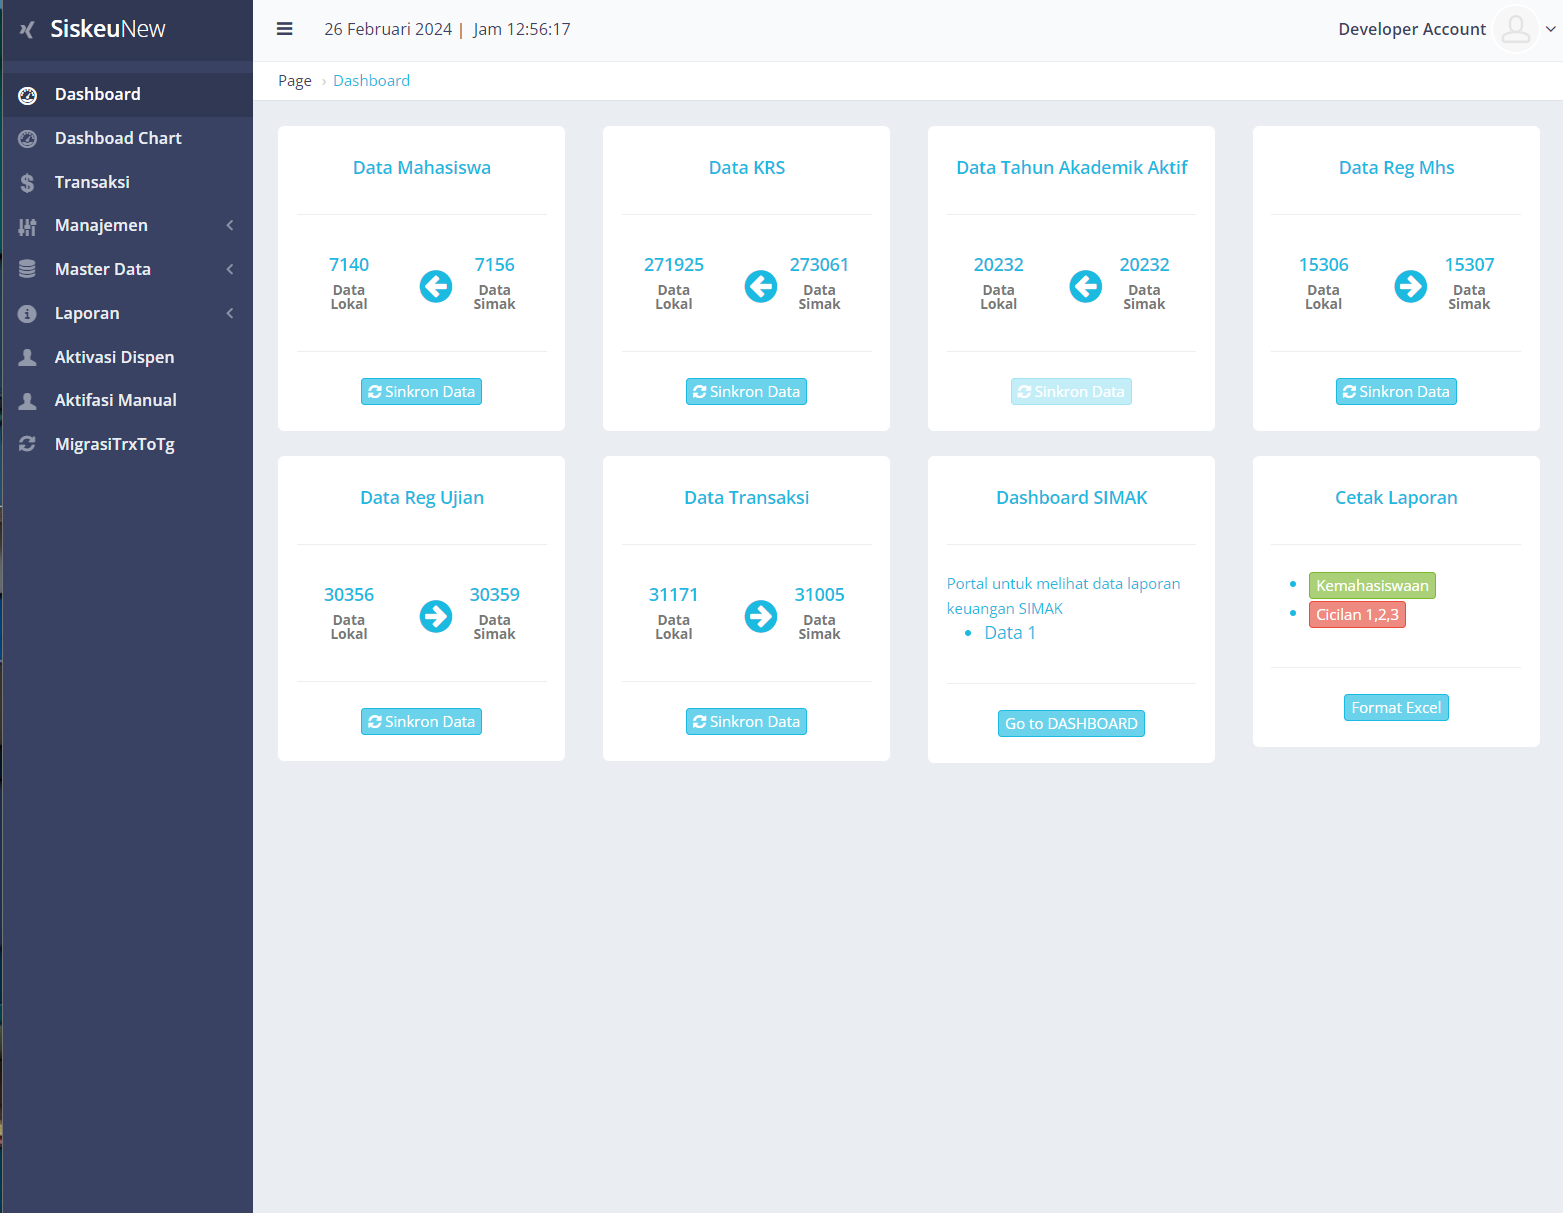 SiskeuNew
26 Februari 2024 | Jam 12:56:17
Developer Account
Page › Dashboard
Dashboard
Dashboad Chart
Transaksi
Manajemen
Master Data
Laporan
Aktivasi Dispen
Aktifasi Manual
MigrasiTrxToTg
Data Mahasiswa
7140
Data
Lokal
7156
Data
Simak
Sinkron Data
Data KRS
271925
Data
Lokal
273061
Data
Simak
Sinkron Data
Data Tahun Akademik Aktif
20232
Data
Lokal
20232
Data
Simak
Sinkron Data
Data Reg Mhs
15306
Data
Lokal
15307
Data
Simak
Sinkron Data
Data Reg Ujian
30356
Data
Lokal
30359
Data
Simak
Sinkron Data
Data Transaksi
31171
Data
Lokal
31005
Data
Simak
Sinkron Data
Dashboard SIMAK
Portal untuk melihat data laporan
keuangan SIMAK
• Data 1
Go to DASHBOARD
Cetak Laporan
• Kemahasiswaan
• Cicilan 1,2,3
Format Excel